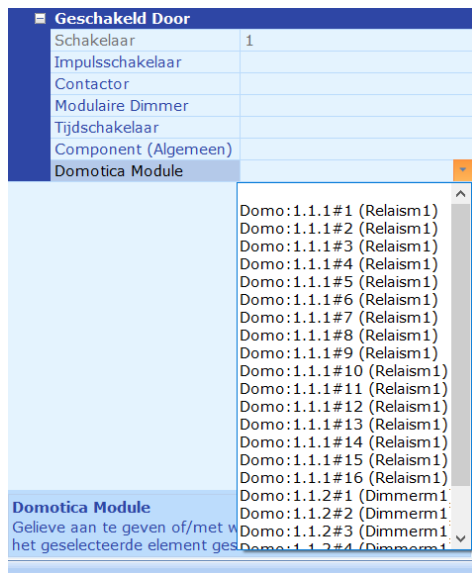 Geschakeld Door
Schakelaar 1
Impulsschakelaar
Contactor
Modulaire Dimmer
Tijdschakelaar
Component (Algemeen)
Domotica Module
Domo:1.1.1#1 (Relaism1)
Domo:1.1.1#2 (Relaism1)
Domo:1.1.1#3 (Relaism1)
Domo:1.1.1#4 (Relaism1)
Domo:1.1.1#5 (Relaism1)
Domo:1.1.1#6 (Relaism1)
Domo:1.1.1#7 (Relaism1)
Domo:1.1.1#8 (Relaism1)
Domo:1.1.1#9 (Relaism1)
Domo:1.1.1#10 (Relaism1)
Domo:1.1.1#11 (Relaism1)
Domo:1.1.1#12 (Relaism1)
Domo:1.1.1#13 (Relaism1)
Domo:1.1.1#14 (Relaism1)
Domo:1.1.1#15 (Relaism1)
Domo:1.1.1#16 (Relaism1)
Domo:1.1.2#1 (Dimmerm1
Domo:1.1.2#2 (Dimmerm1
Domo:1.1.2#3 (Dimmerm1
Domo:1.1.2#4 (Dimmerm1
Domotica Module
Gelieve aan te geven of/met w
het geselecteerde element ges